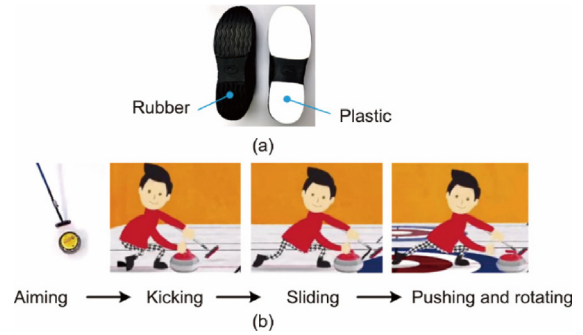 Rubber
Plastic
(a)
Aiming → Kicking → Sliding → Pushing and rotating
(b)